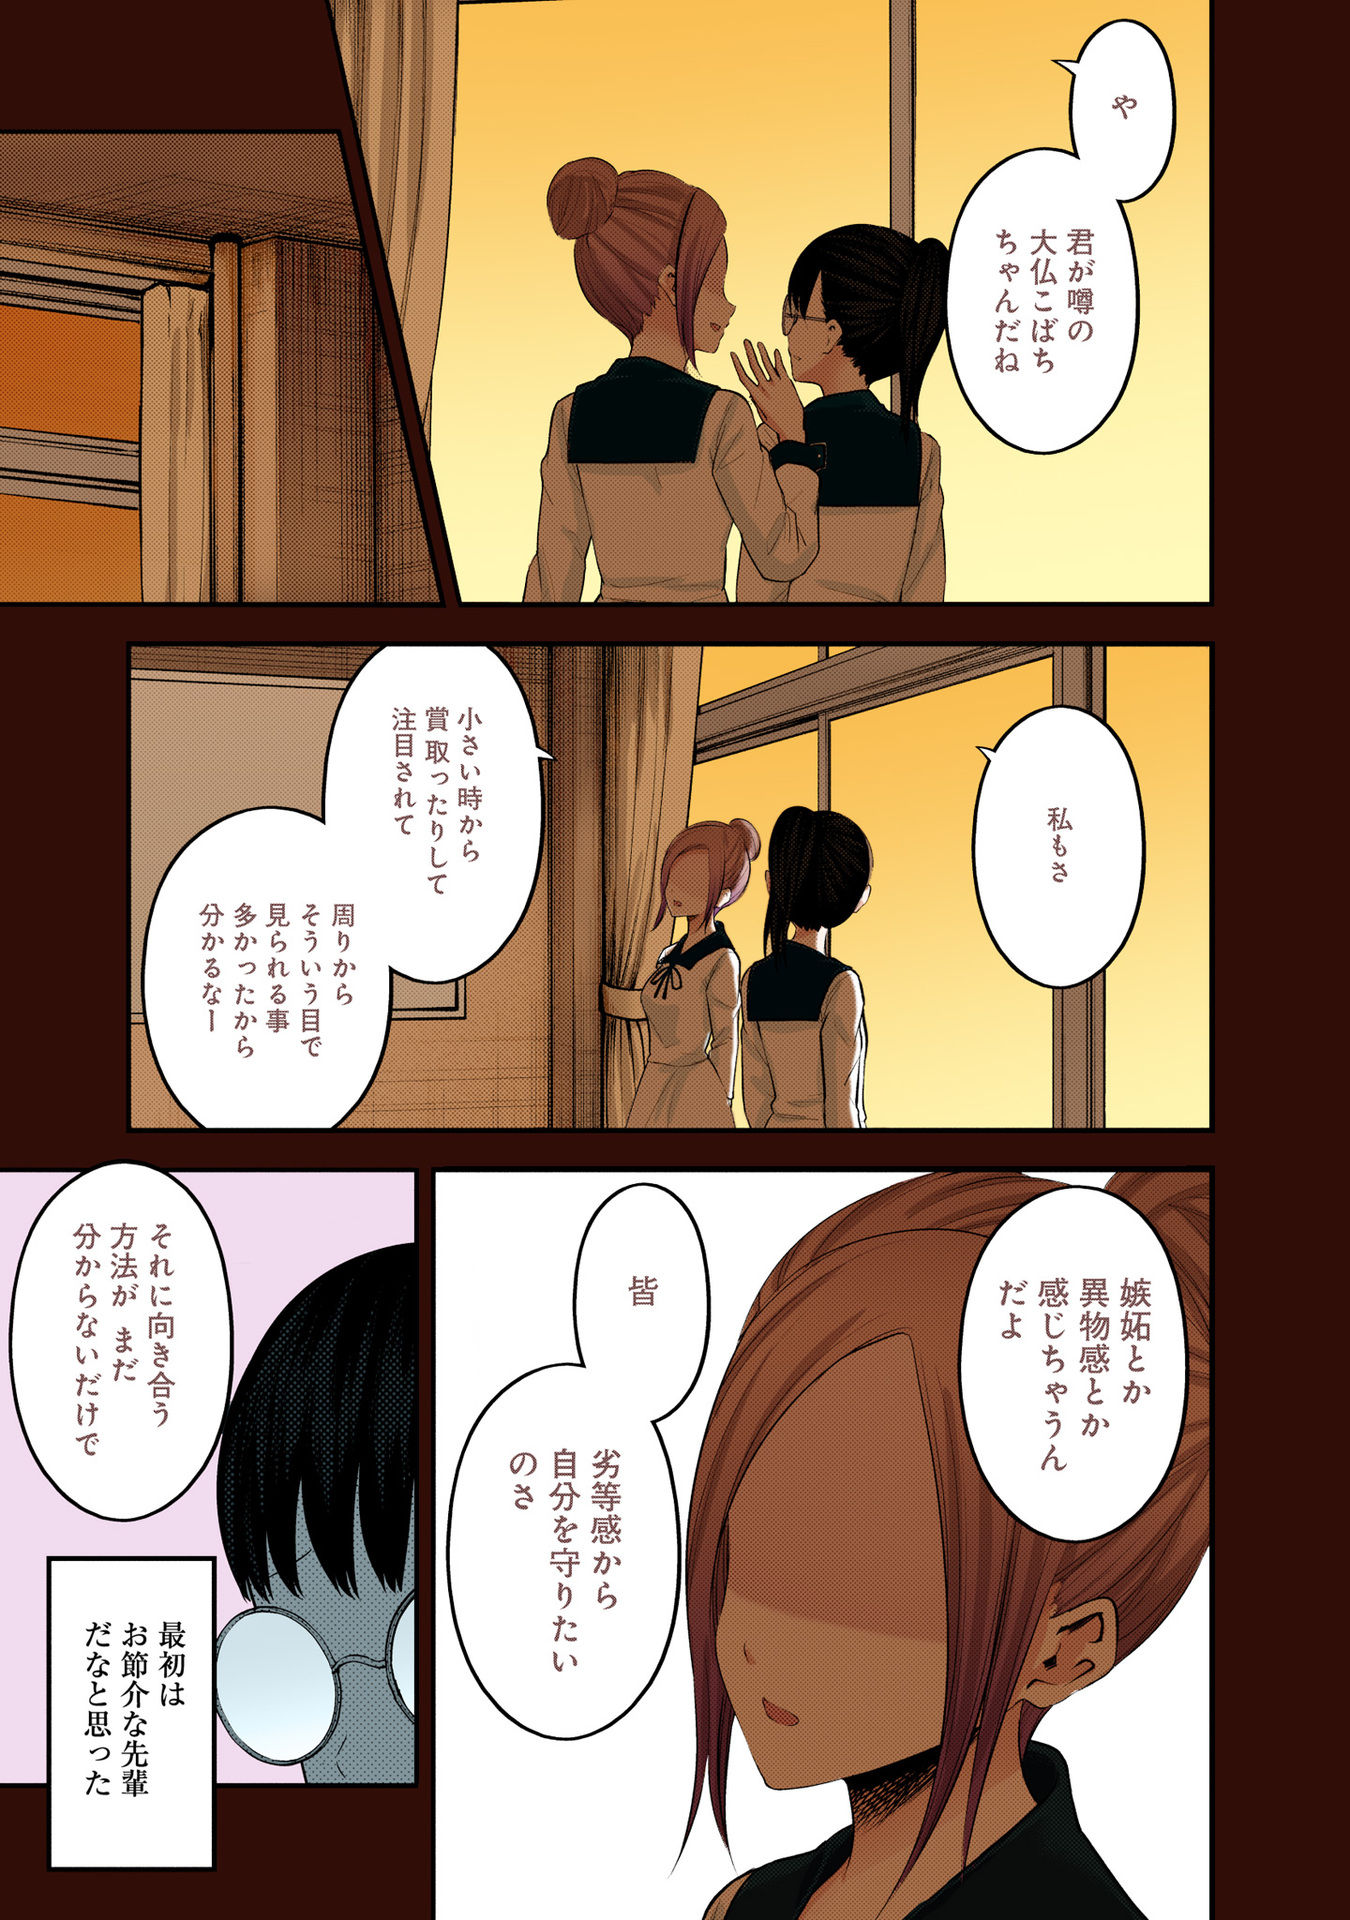 や
君が噂の
大仏こばち
ちゃんだね
私もさ
小さい時から
賞取ったりして
注目されて
周りから
そういう目で
見られる事
多かったから
分かるなー
嫉妬とか
異物感とか
感じちゃうん
だよ
皆
劣等感から
自分を守りたい
のさ
それに向き合う
方法が まだ
分からないだけで
最初は
お節介な先輩
だなと思った